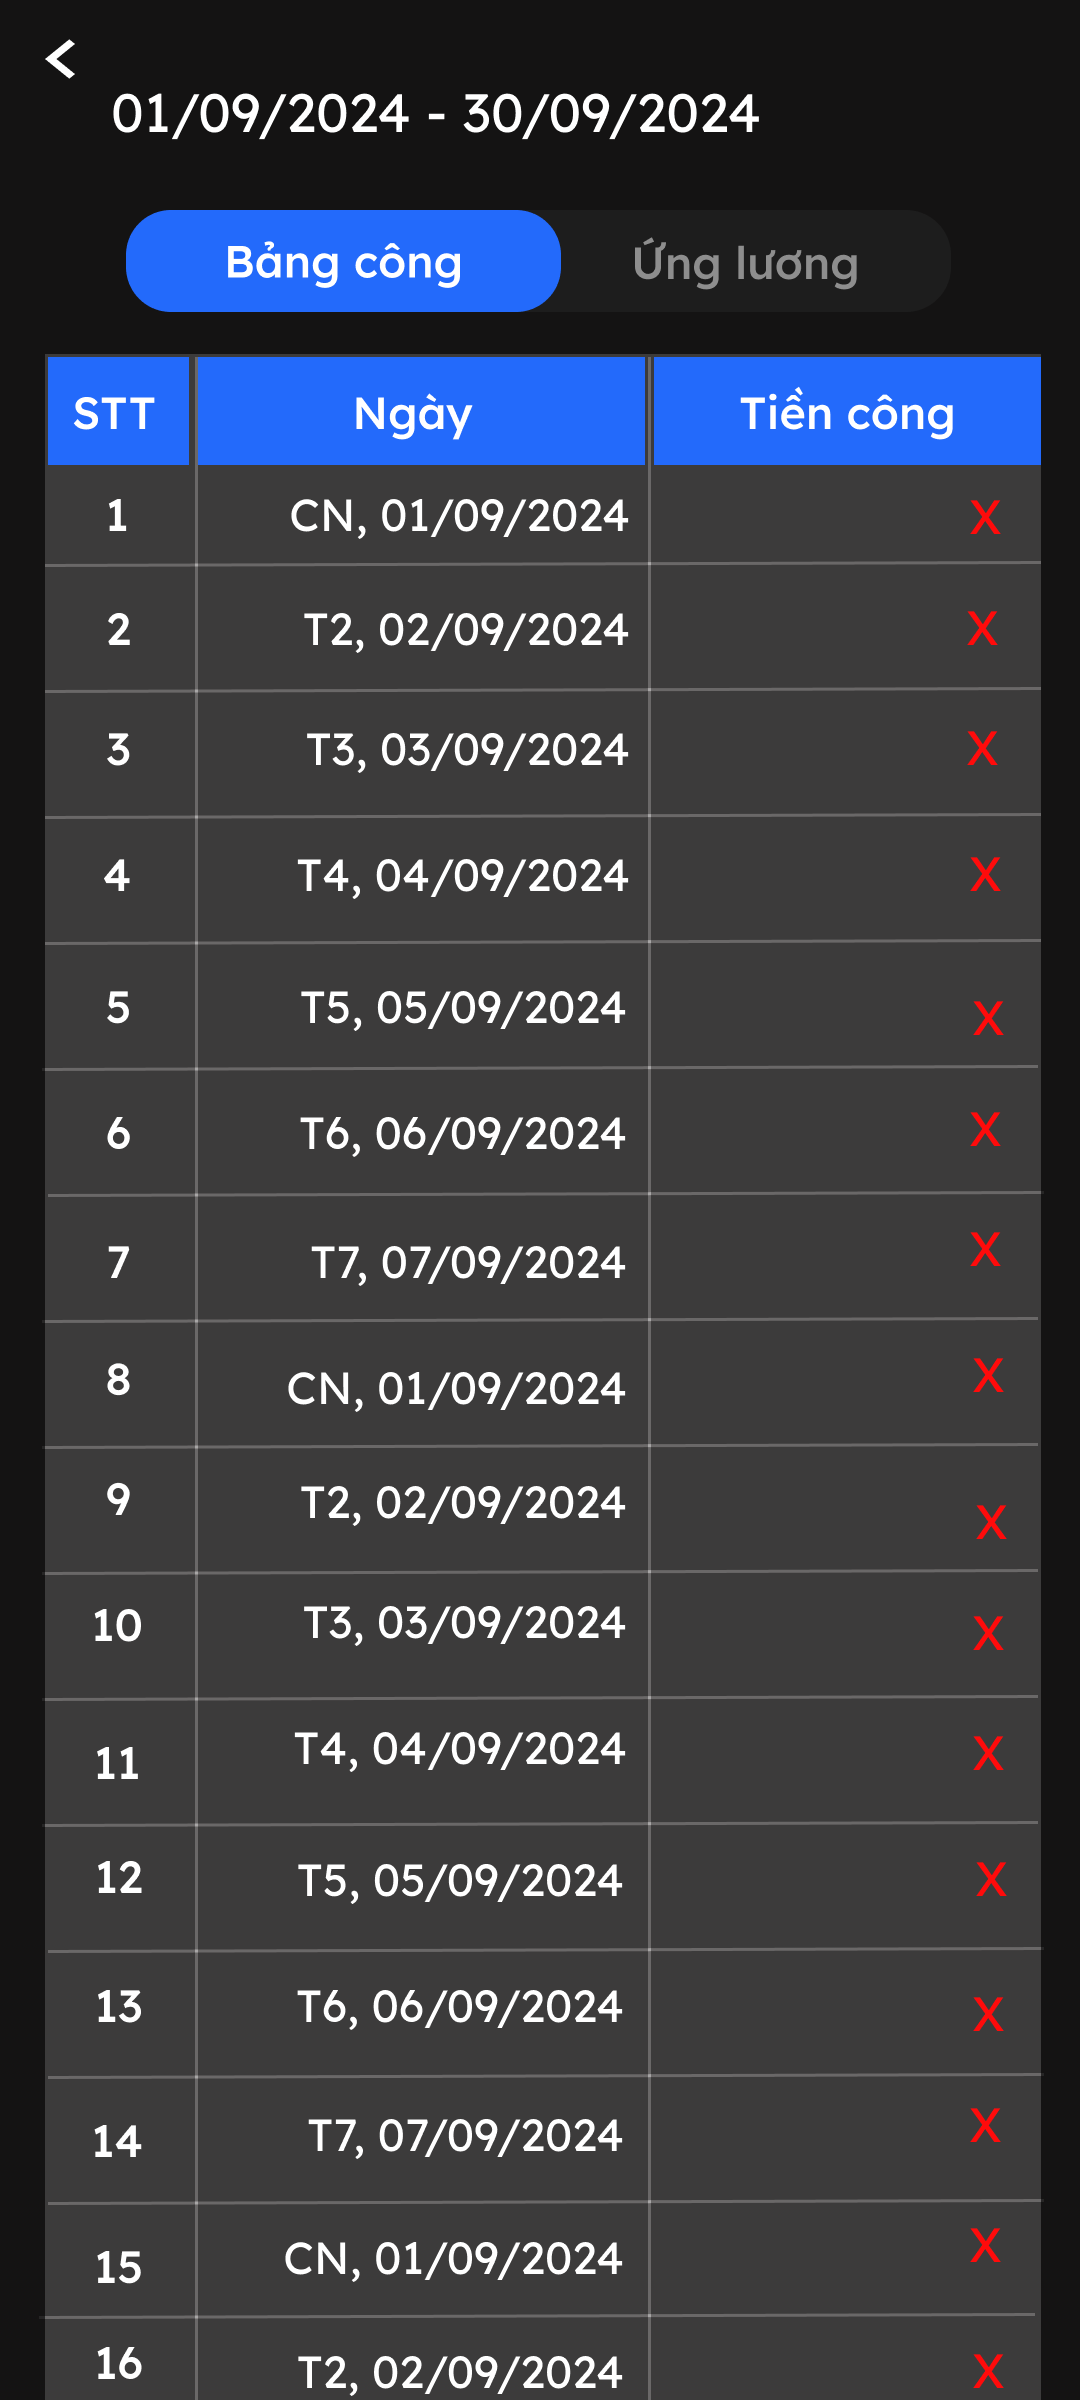 01/09/2024 - 30/09/2024
Bảng công Ứng lương
STT Ngày Tiền công
1 CN, 01/09/2024 X
2 T2, 02/09/2024 X
3 T3, 03/09/2024 X
4 T4, 04/09/2024 X
5 T5, 05/09/2024 X
6 T6, 06/09/2024 X
7 T7, 07/09/2024 X
8 CN, 01/09/2024 X
9 T2, 02/09/2024 X
10 T3, 03/09/2024 X
11 T4, 04/09/2024 X
12 T5, 05/09/2024 X
13 T6, 06/09/2024 X
14 T7, 07/09/2024 X
15 CN, 01/09/2024 X
16 T2, 02/09/2024 X